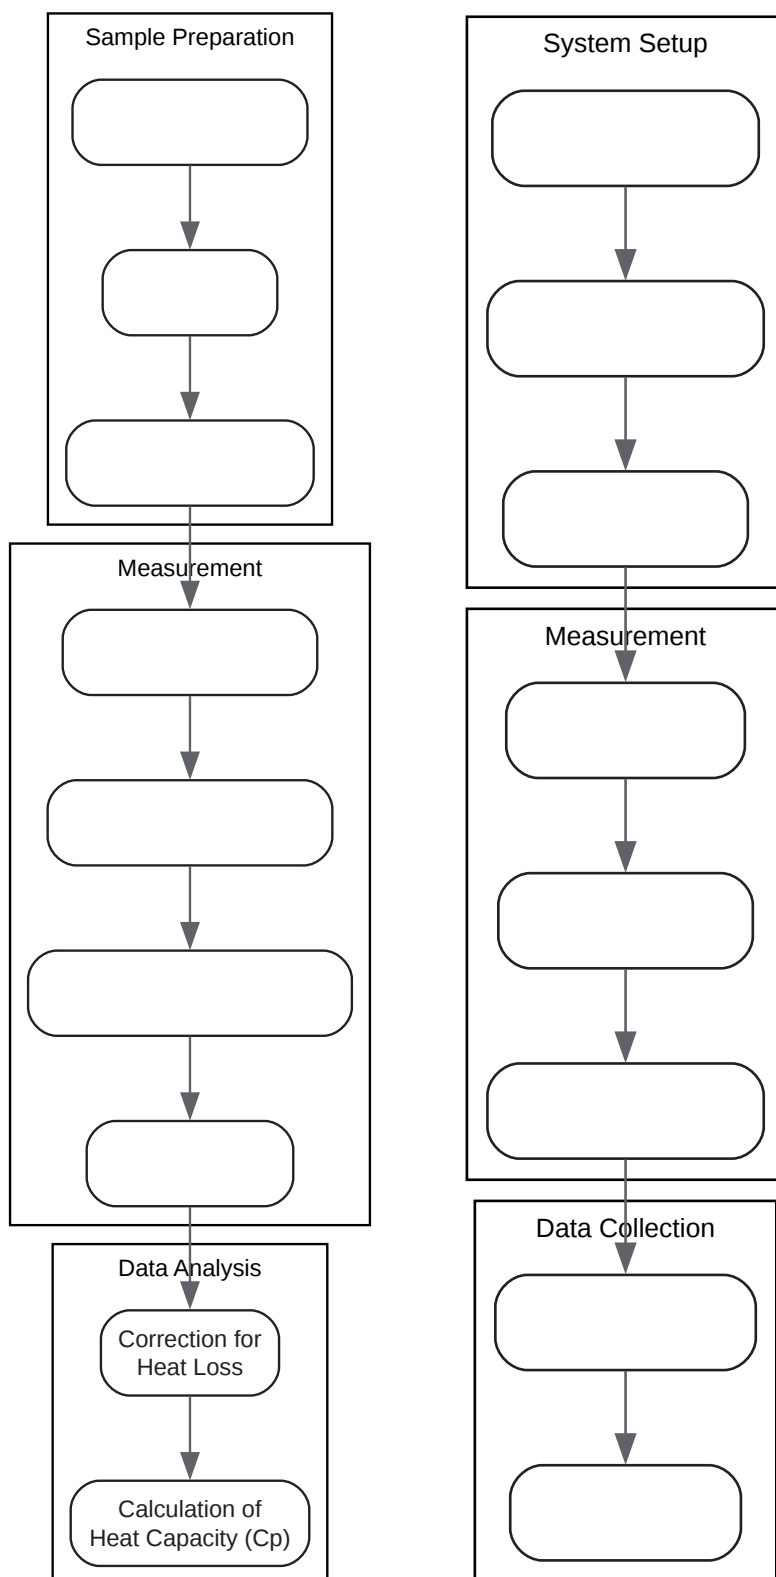 Sample Preparation
Measurement
Data Analysis
Correction for
Heat Loss
Calculation of
Heat Capacity (Cp)
System Setup
Measurement
Data Collection